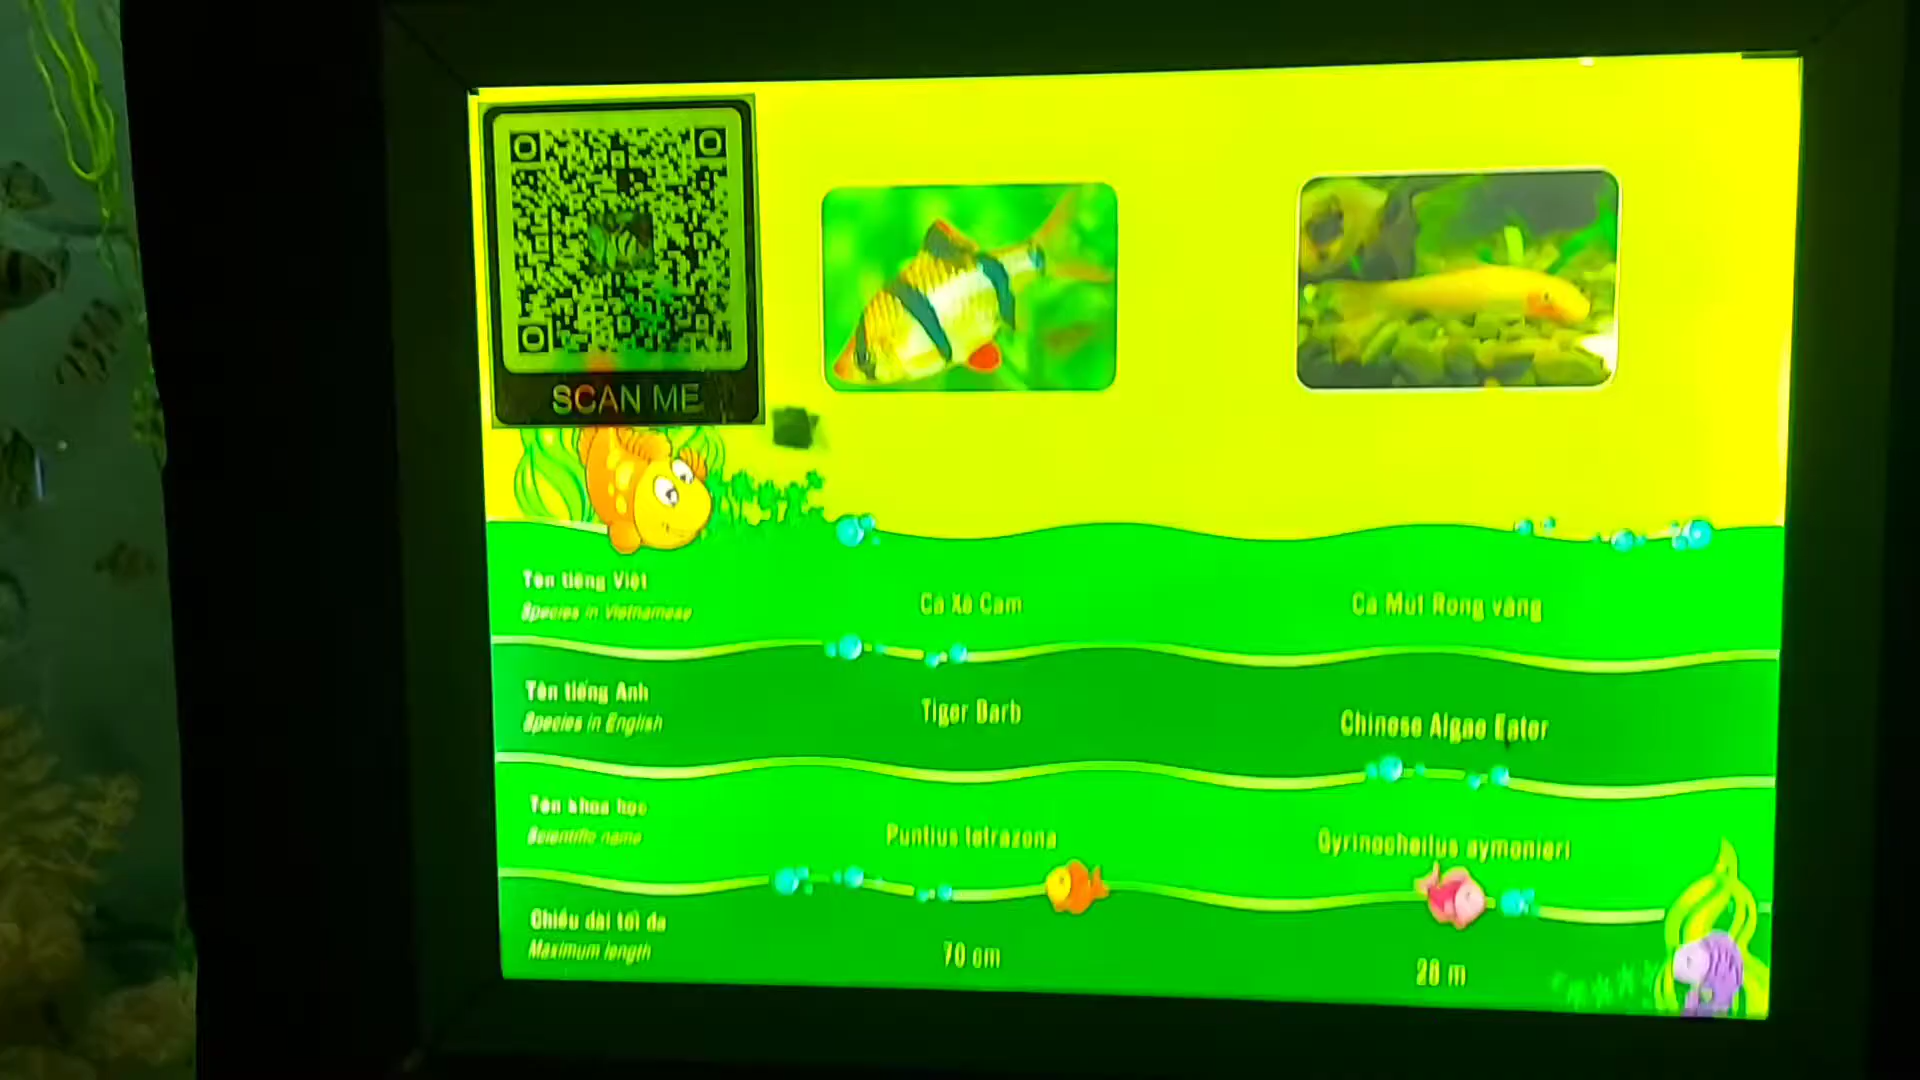 SCAN ME
Tên tiếng Việt
Species in Vietnamese
Cá Xê Cam
Cá Mút Rong vàng
Tên tiếng Anh
Species in English
Tiger Barb
Chinese Algae Eater
Tên khoa học
Scientific name
Puntius tetrazona
Gyrinocheilus aymonieri
Chiều dài tối đa
Maximum length
70 cm
28 m